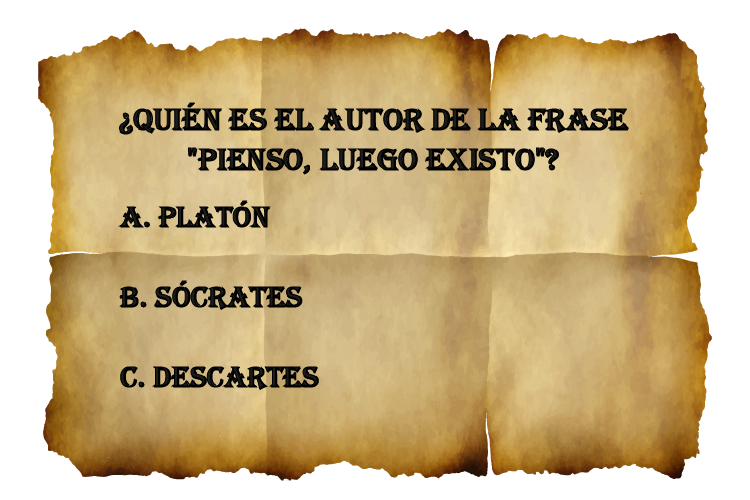 ¿QUIÉN ES EL AUTOR DE LA FRASE
"PIENSO, LUEGO EXISTO"?
A. PLATÓN
B. SÓCRATES
C. DESCARTES